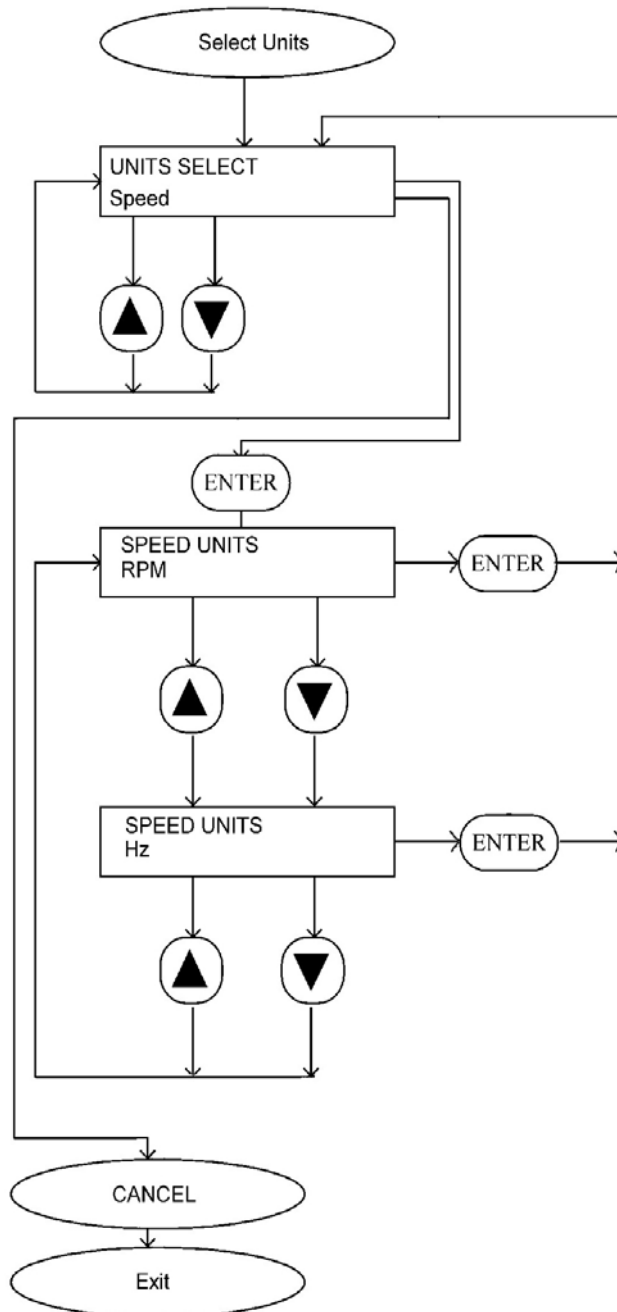 Select Units
UNITS SELECT
Speed
ENTER
SPEED UNITS
RPM
ENTER
SPEED UNITS
Hz
ENTER
CANCEL
Exit